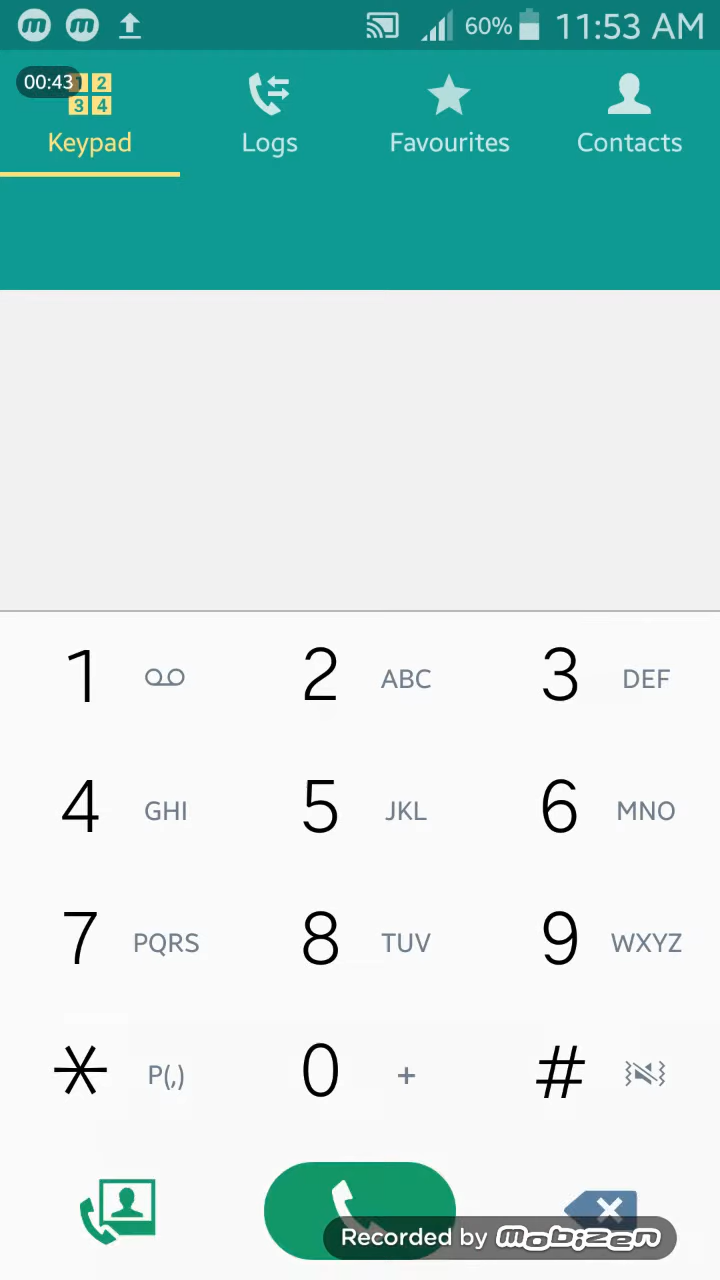 m m 60% 11:53 AM
00:43 1 2
3 4
Keypad Logs Favourites Contacts
1 2 ABC 3 DEF
4 GHI 5 JKL 6 MNO
7 PQRS 8 TUV 9 WXYZ
* P(,) 0 + #
Recorded by mobizen